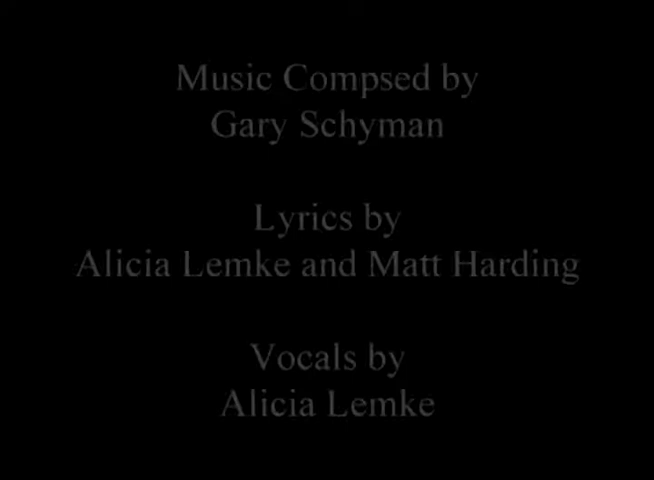 Music Compsed by
Gary Schyman
Lyrics by
Alicia Lemke and Matt Harding
Vocals by
Alicia Lemke